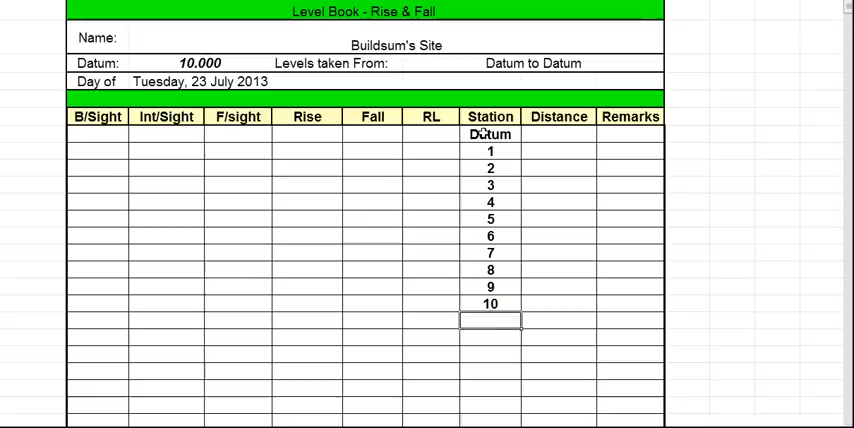 Level Book - Rise & Fall
Name:
Buildsum's Site
Datum: 10.000 Levels taken From: Datum to Datum
Day of Tuesday, 23 July 2013
B/Sight Int/Sight F/sight Rise Fall RL Station Distance Remarks
Datum
1
2
3
4
5
6
7
8
9
10